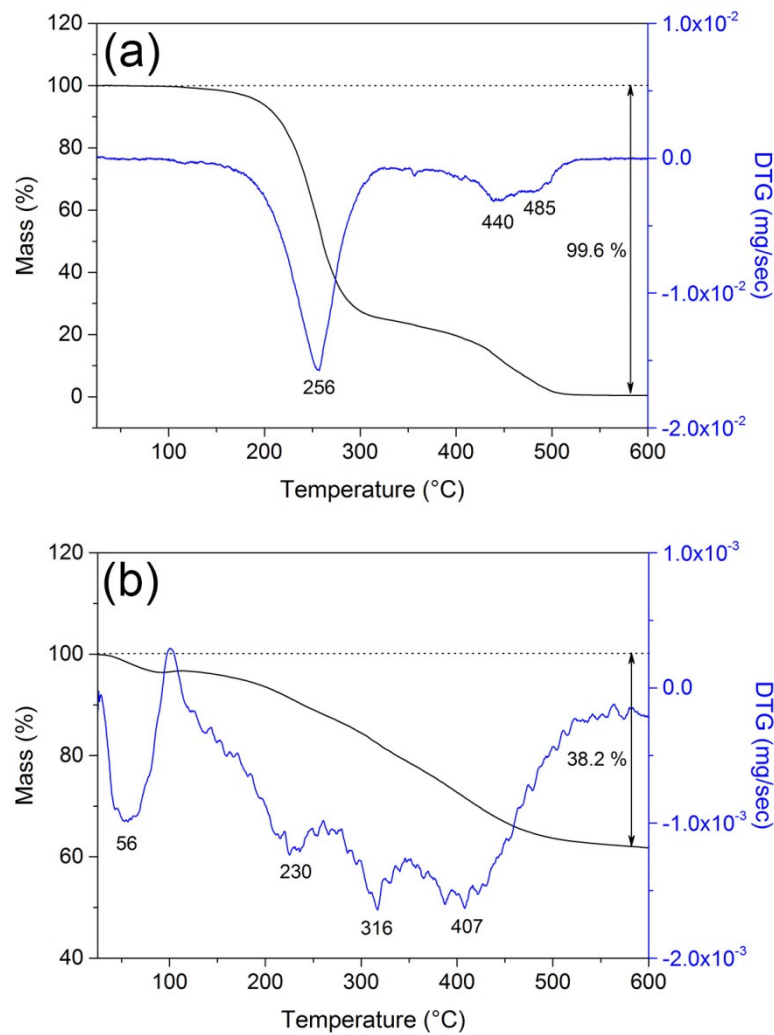 (a)
120
100
80
60
40
20
0
Mass (%)
1.0x10⁻²
0.0
-1.0x10⁻²
-2.0x10⁻²
DTG (mg/sec)
256
440
485
99.6 %
100 200 300 400 500 600
Temperature (°C)
(b)
120
100
80
60
40
Mass (%)
1.0x10⁻³
0.0
-1.0x10⁻³
-2.0x10⁻³
DTG (mg/sec)
56
230
316
407
38.2 %
100 200 300 400 500 600
Temperature (°C)